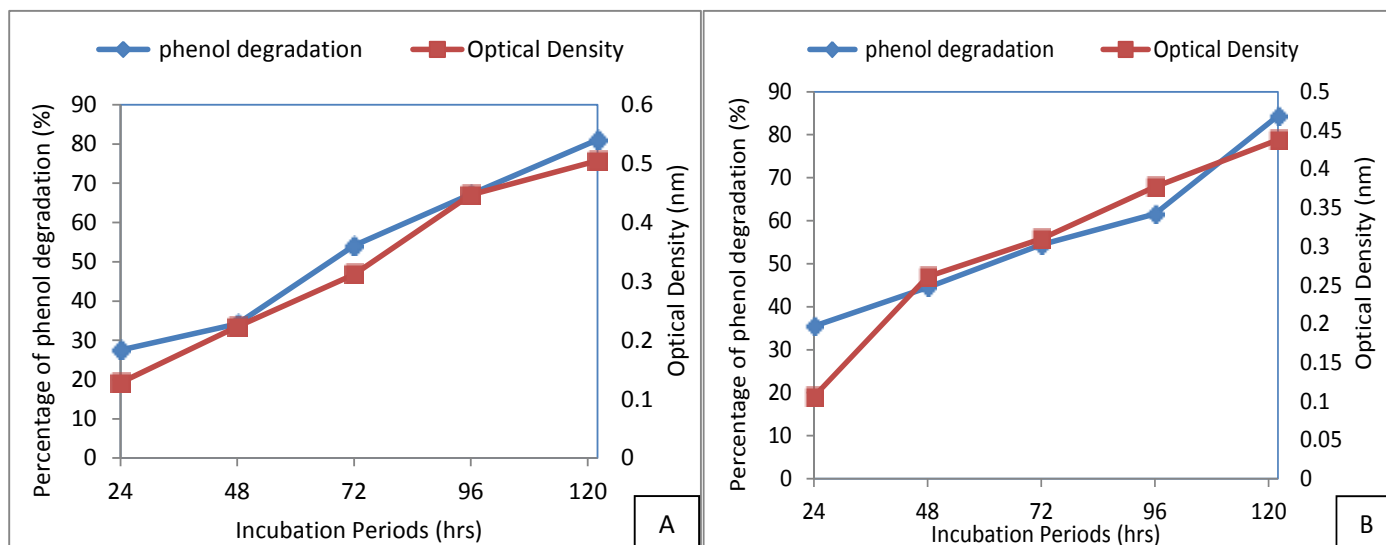 phenol degradation
Optical Density
Percentage of phenol degradation (%)
90
80
70
60
50
40
30
20
10
0
0.6
0.5
0.4
0.3
0.2
0.1
0
Optical Density (nm)
24 48 72 96 120
Incubation Periods (hrs)
A
phenol degradation
Optical Density
Percentage of phenol degradation (%)
90
80
70
60
50
40
30
20
10
0
0.5
0.45
0.4
0.35
0.3
0.25
0.2
0.15
0.1
0.05
0
Optical Density (nm)
24 48 72 96 120
Incubation Periods (hrs)
B